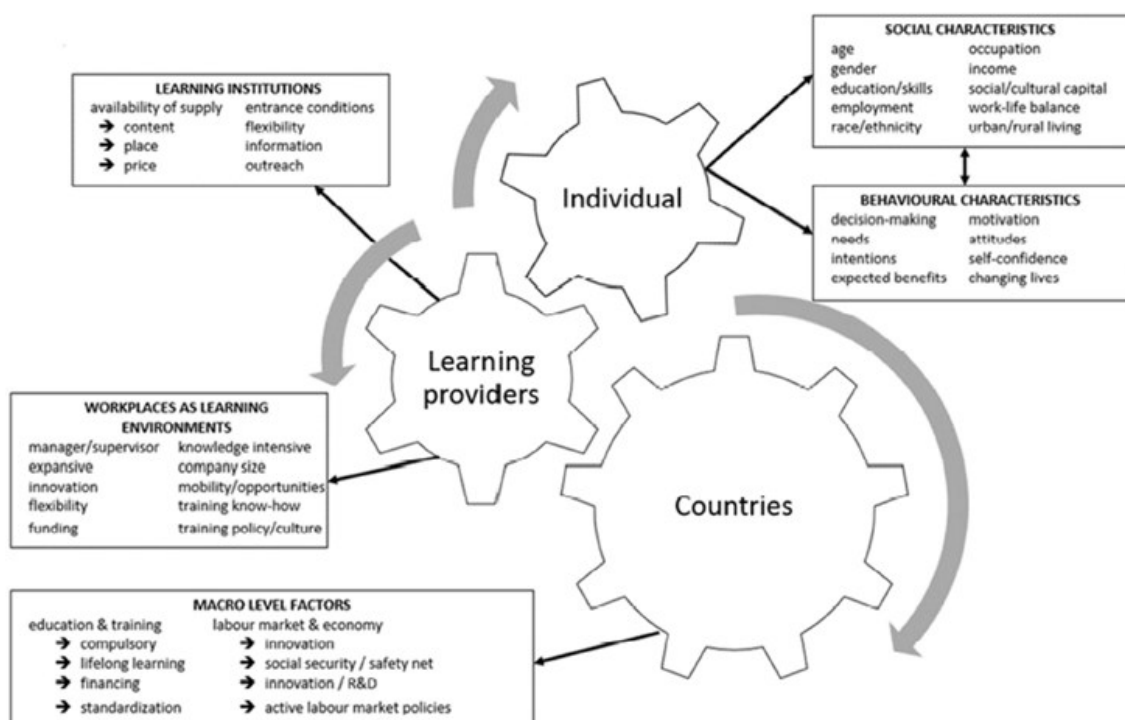 SOCIAL CHARACTERISTICS
age occupation
gender income
education/skills social/cultural capital
employment work-life balance
race/ethnicity urban/rural living
LEARNING INSTITUTIONS
availability of supply entrance conditions
➔ content flexibility
➔ place information
➔ price outreach
Individual
BEHAVIOURAL CHARACTERISTICS
decision-making motivation
needs attitudes
intentions self-confidence
expected benefits changing lives
Learning
providers
WORKPLACES AS LEARNING
ENVIRONMENTS
manager/supervisor knowledge intensive
expansive company size
innovation mobility/opportunities
flexibility training know-how
funding training policy/culture
Countries
MACRO LEVEL FACTORS
education & training labour market & economy
➔ compulsory ➔ innovation
➔ lifelong learning ➔ social security / safety net
➔ financing ➔ innovation / R&D
➔ standardization ➔ active labour market policies